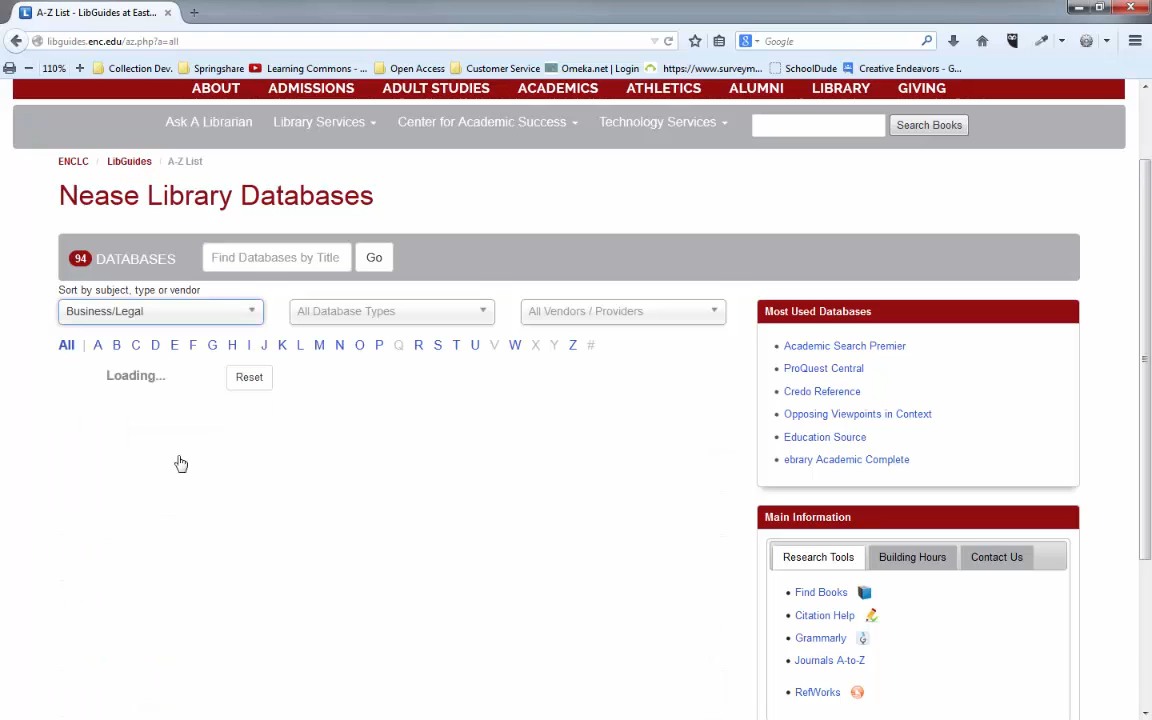 A-Z List - LibGuides at East...
libguides.enc.edu/az.php?a=all
Google
110%
Collection Dev.
Springshare
Learning Commons - ...
Open Access
Customer Service
Omeka.net | Login
https://www.surveym...
SchoolDude
Creative Endeavors - G...
ABOUT ADMISSIONS ADULT STUDIES ACADEMICS ATHLETICS ALUMNI LIBRARY GIVING
Ask A Librarian Library Services Center for Academic Success Technology Services Search Books
ENCLC / LibGuides / A-Z List
Nease Library Databases
94 DATABASES Find Databases by Title Go
Sort by subject, type or vendor
Business/Legal All Database Types All Vendors / Providers
All | A B C D E F G H I J K L M N O P Q R S T U V W X Y Z #
Loading... Reset
Most Used Databases
Academic Search Premier
ProQuest Central
Credo Reference
Opposing Viewpoints in Context
Education Source
ebrary Academic Complete
Main Information
Research Tools Building Hours Contact Us
Find Books
Citation Help
Grammarly
Journals A-to-Z
RefWorks